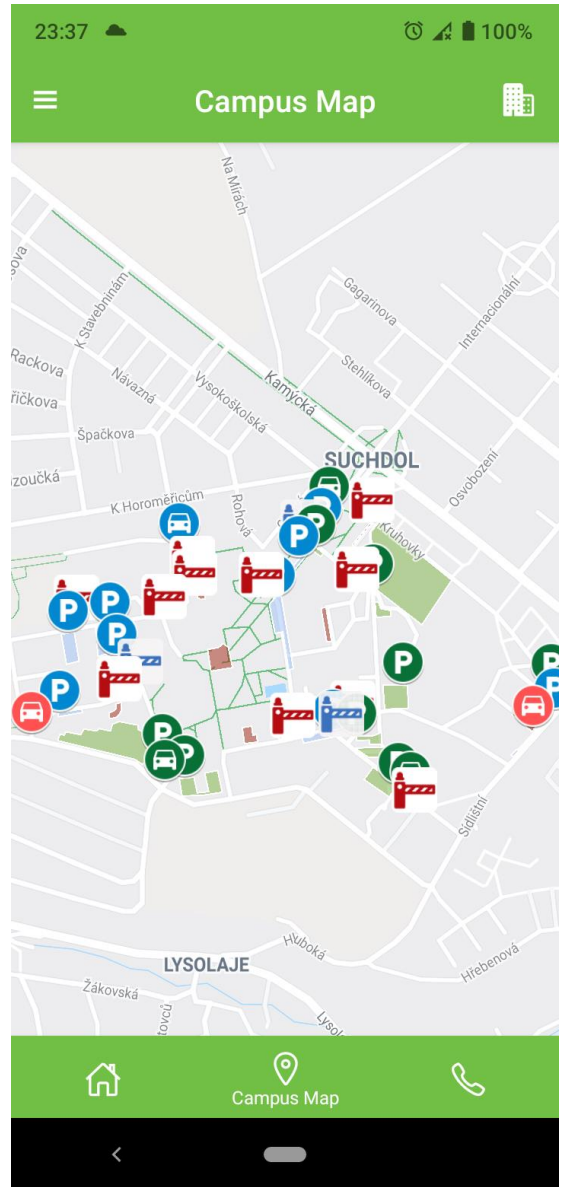 23:37
100%
Campus Map
Na Mírách
K Stavebninám
Gagarinova
Internacionální
Rackova
Stehlíkova
Návazná
Vysokoškolská
Kamýcká
Špačkova
SUCHDOL
Osvobození
K Horoměřicům
Rohová
Kruhovky
P
P
P
P
P
P
P
P
P
P
P
P
Sídlištní
Hluboká
LYSOLAJE
Hřebenová
Žákovská
Campus Map